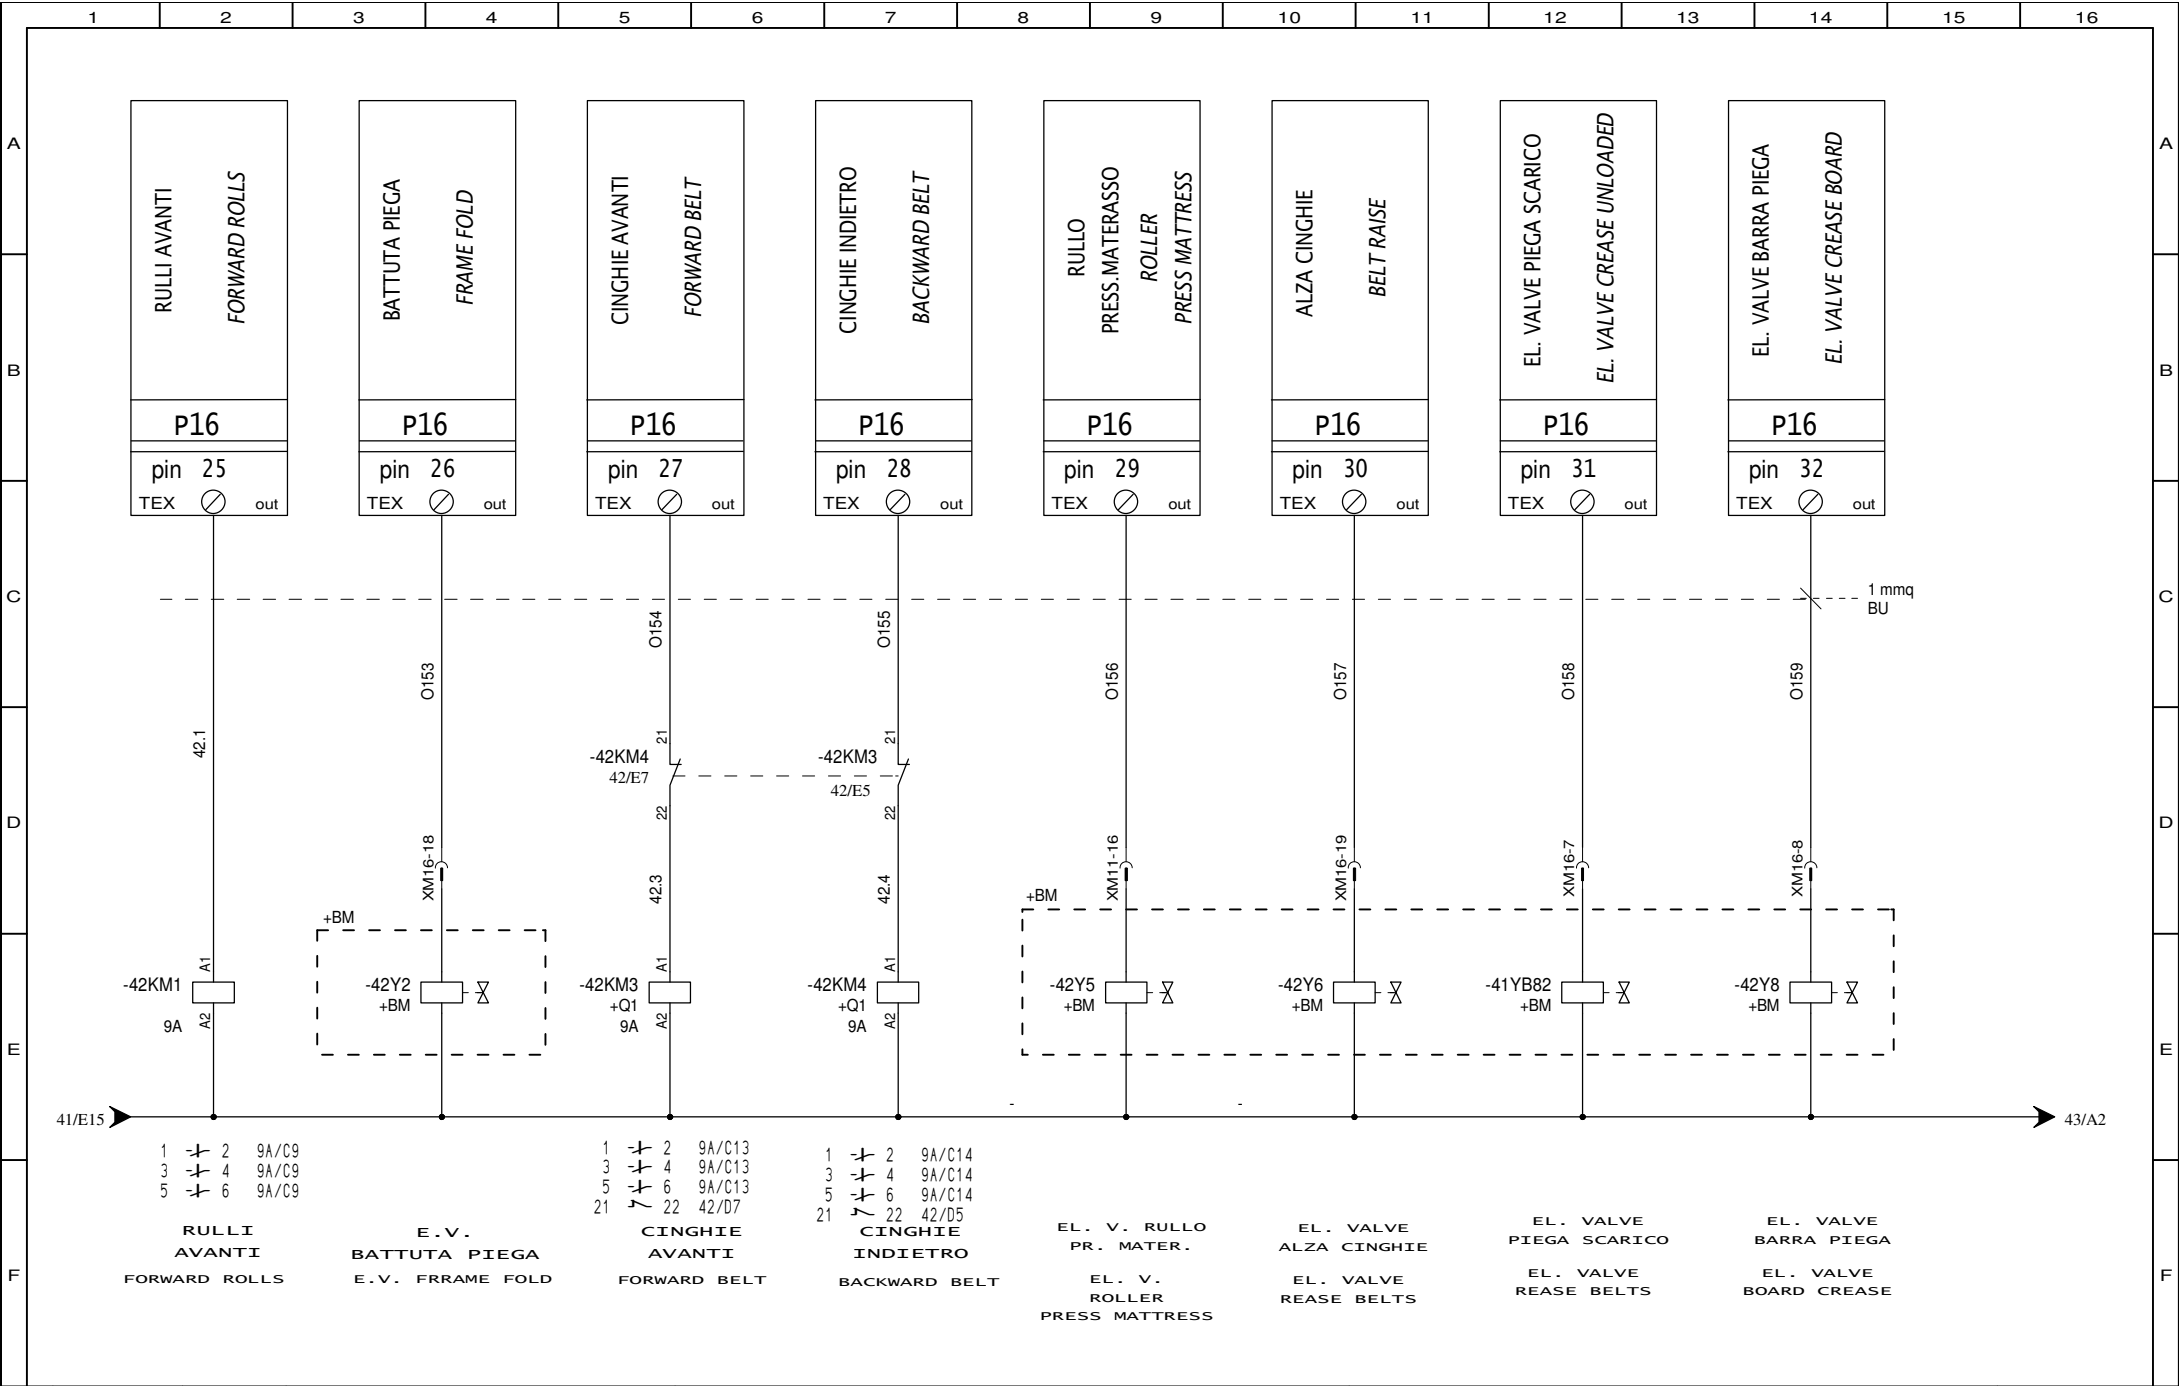 1 2 3 4 5 6 7 8 9 10 11 12 13 14 15 16
A A
B B
C C
D D
E E
F F
RULLI AVANTI
FORWARD ROLLS
P16
pin 25
TEX out
BATTUTA PIEGA
FRAME FOLD
P16
pin 26
TEX out
CINGHIE AVANTI
FORWARD BELT
P16
pin 27
TEX out
CINGHIE INDIETRO
BACKWARD BELT
P16
pin 28
TEX out
RULLO
PRESS.MATERASSO
ROLLER
PRESS MATTRESS
P16
pin 29
TEX out
ALZA CINGHIE
BELT RAISE
P16
pin 30
TEX out
EL. VALVE PIEGA SCARICO
EL. VALVE CREASE UNLOADED
P16
pin 31
TEX out
EL. VALVE BARRA PIEGA
EL. VALVE CREASE BOARD
P16
pin 32
TEX out
1 mmq
BU
42.1
O153
O154
O155
O156
O157
O158
O159
-42KM4
42/E7
21
22
-42KM3
42/E5
21
22
XM16-18
42.3
42.4
XM11-16
XM16-19
XM16-7
XM16-8
+BM
+BM
-42KM1
9A
A1
A2
-42Y2
+BM
-42KM3
+Q1
9A
A1
A2
-42KM4
+Q1
9A
A1
A2
-42Y5
+BM
-42Y6
+BM
-41YB82
+BM
-42Y8
+BM
41/E15
- -
43/A2
1 2 9A/C9
3 4 9A/C9
5 6 9A/C9
1 2 9A/C13
3 4 9A/C13
5 6 9A/C13
21 22 42/D7
1 2 9A/C14
3 4 9A/C14
5 6 9A/C14
21 22 42/D5
RULLI
AVANTI
FORWARD ROLLS
E.V.
BATTUTA PIEGA
E.V. FRRAME FOLD
CINGHIE
AVANTI
FORWARD BELT
CINGHIE
INDIETRO
BACKWARD BELT
EL. V. RULLO
PR. MATER.
EL. V.
ROLLER
PRESS MATTRESS
EL. VALVE
ALZA CINGHIE
EL. VALVE
REASE BELTS
EL. VALVE
PIEGA SCARICO
EL. VALVE
REASE BELTS
EL. VALVE
BARRA PIEGA
EL. VALVE
BOARD CREASE